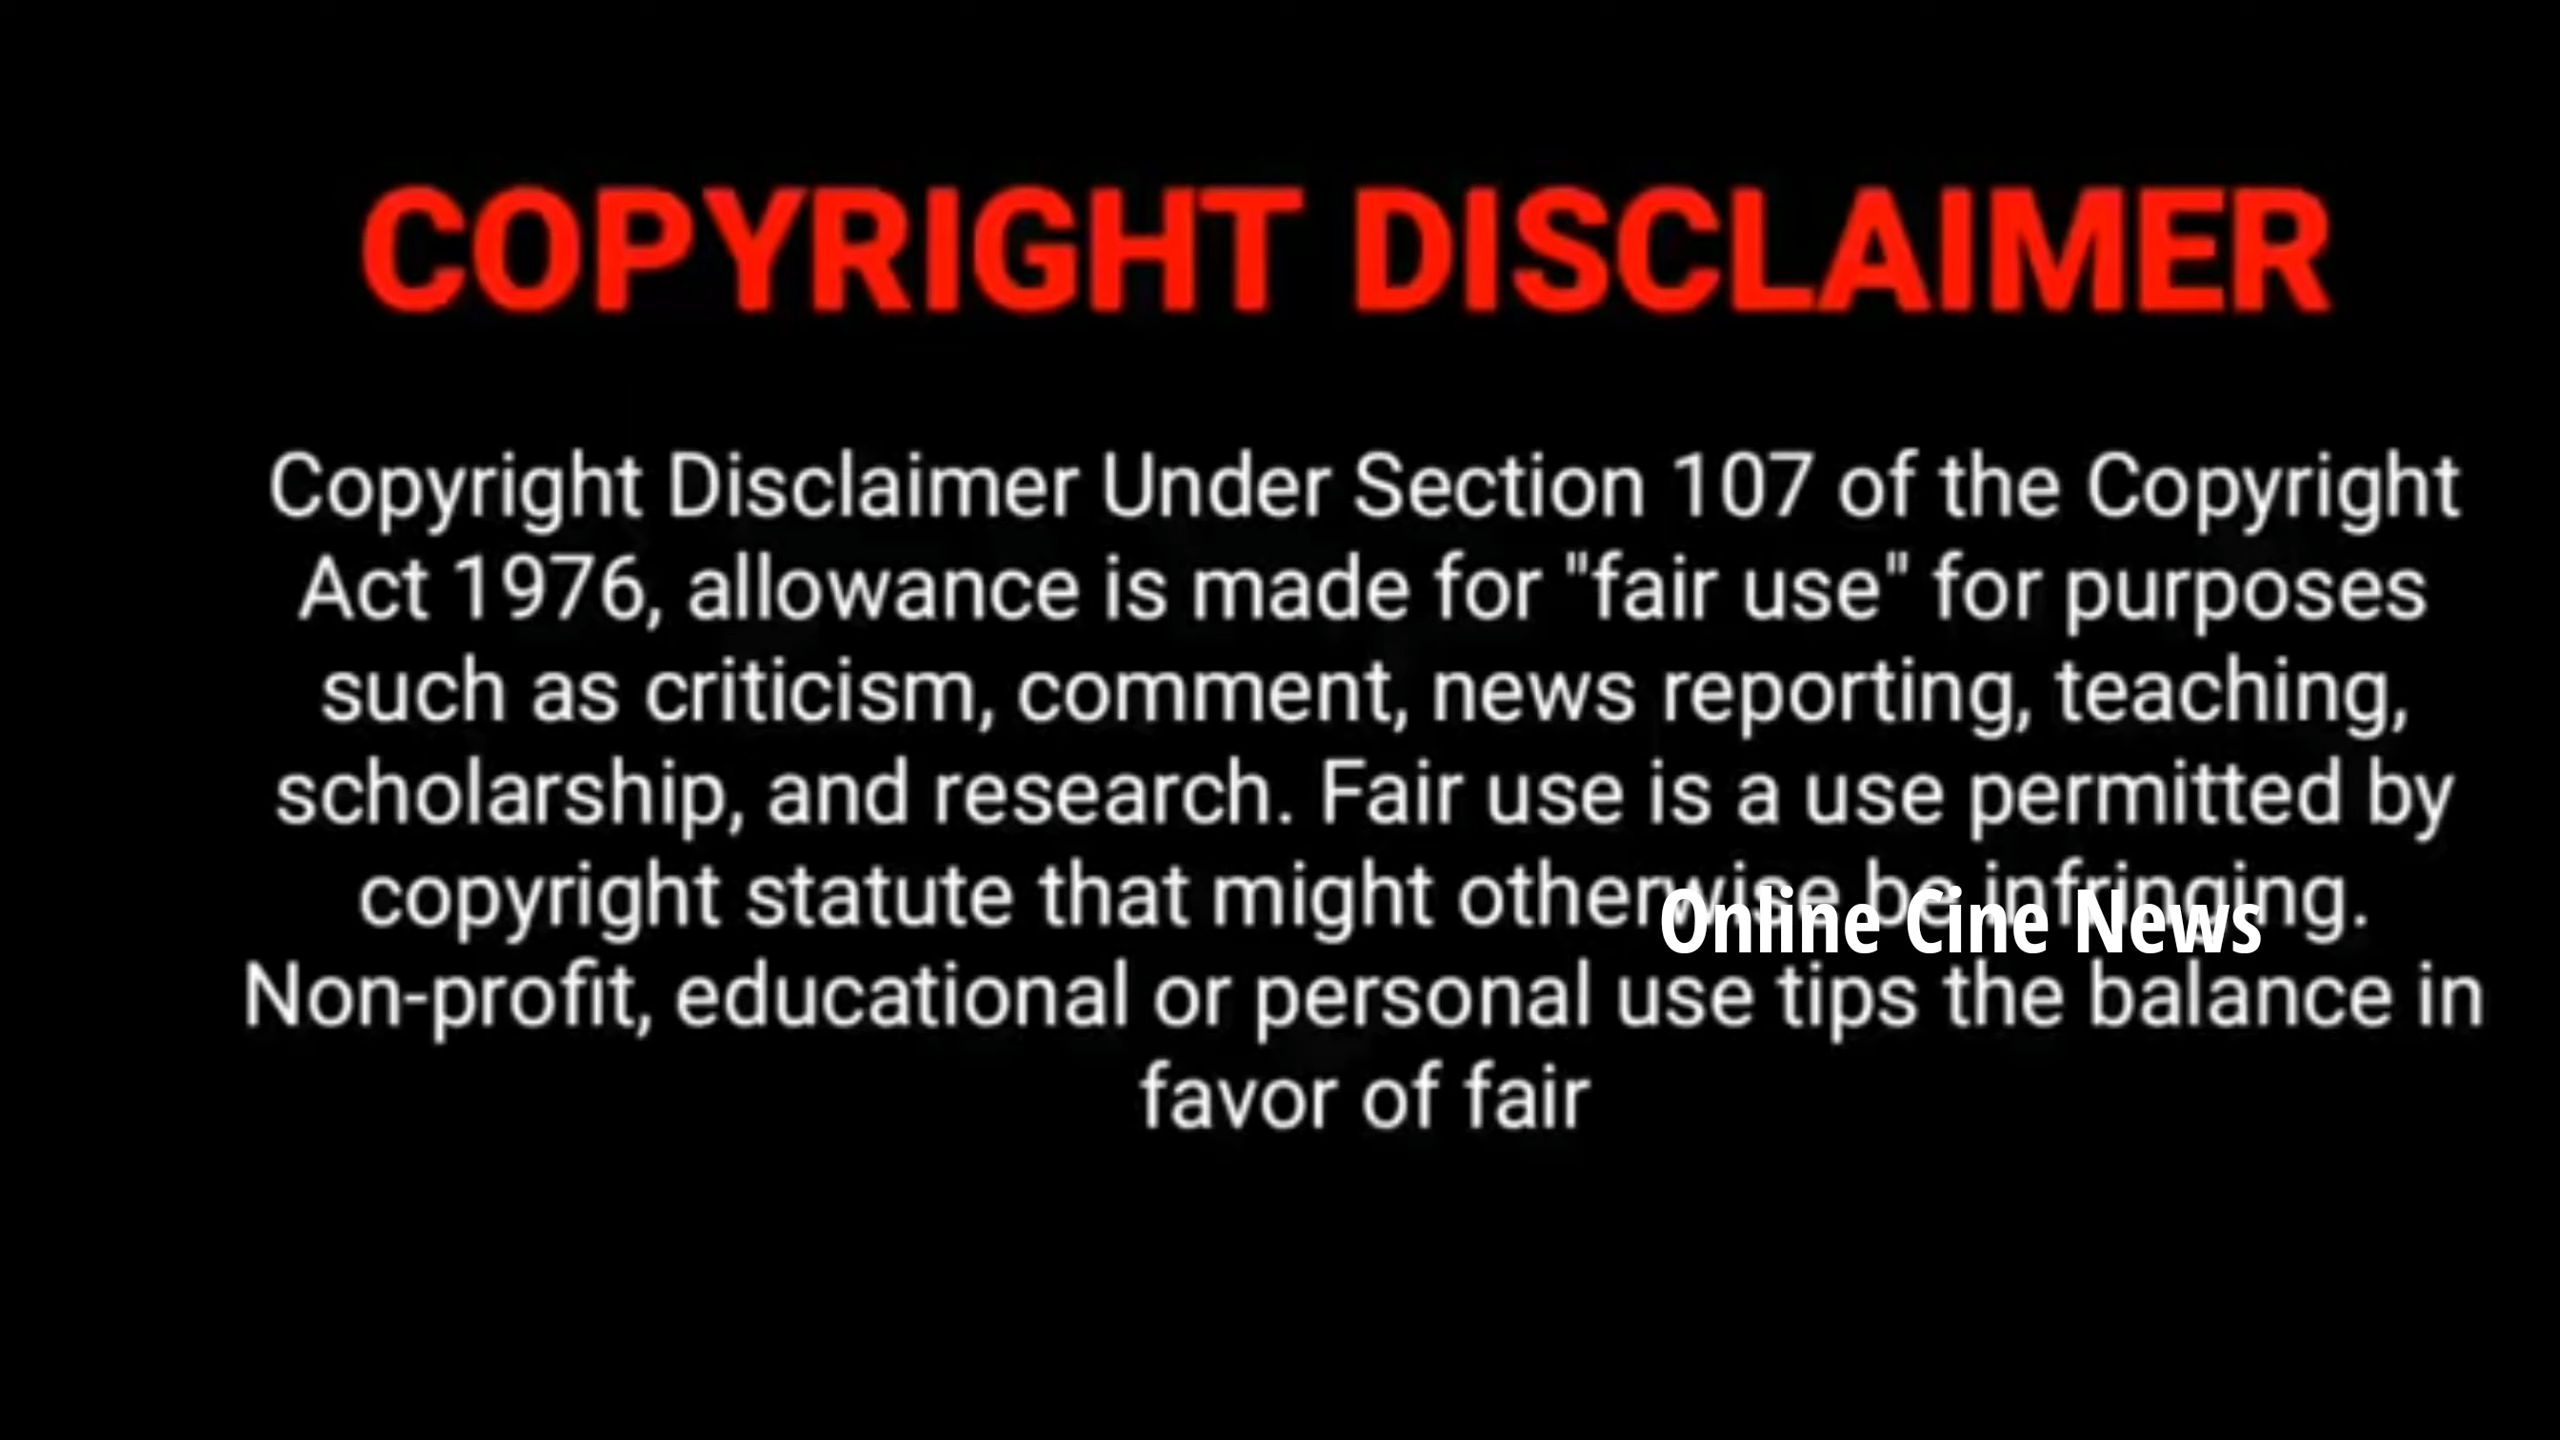 COPYRIGHT DISCLAIMER
Copyright Disclaimer Under Section 107 of the Copyright
Act 1976, allowance is made for "fair use" for purposes
such as criticism, comment, news reporting, teaching,
scholarship, and research. Fair use is a use permitted by
copyright statute that might otherwise be infringing.
Online Cine News
Non-profit, educational or personal use tips the balance in
favor of fair